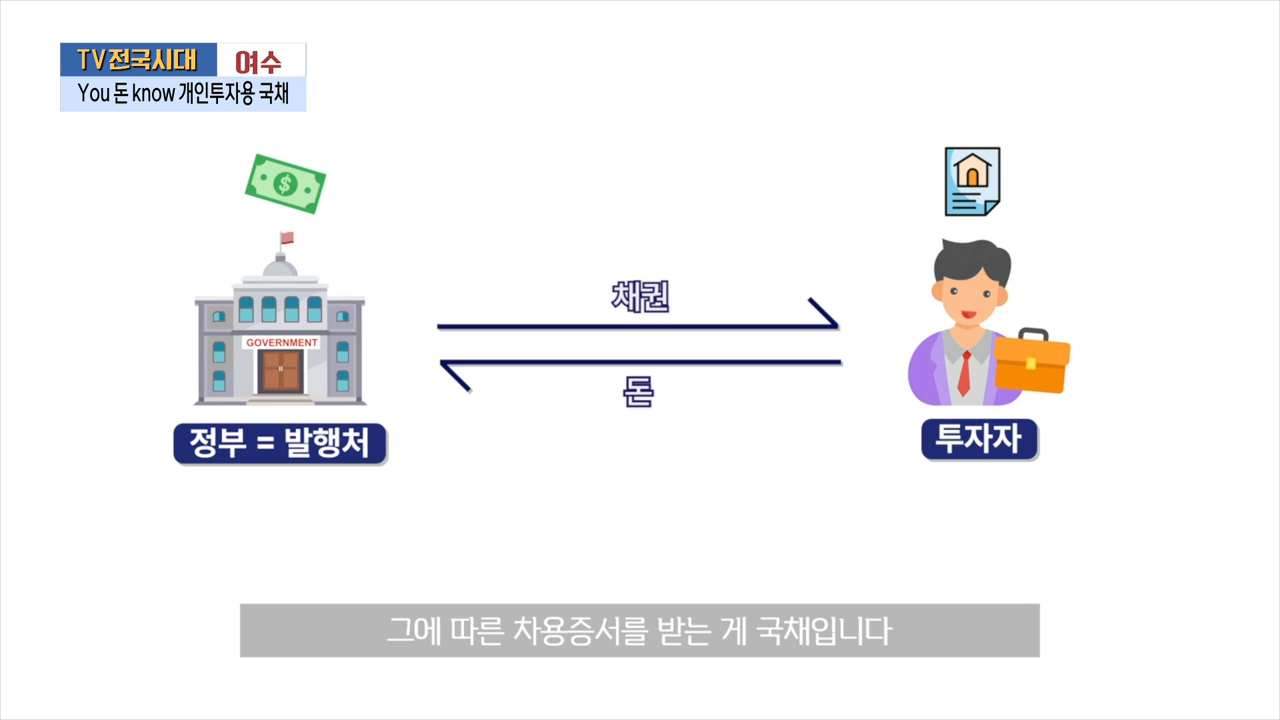 TV전국시대 여수
You 돈 know 개인투자용 국채
채권
GOVERNMENT
돈
정부 = 발행처
투자자
그에 따른 차용증서를 받는 게 국채입니다